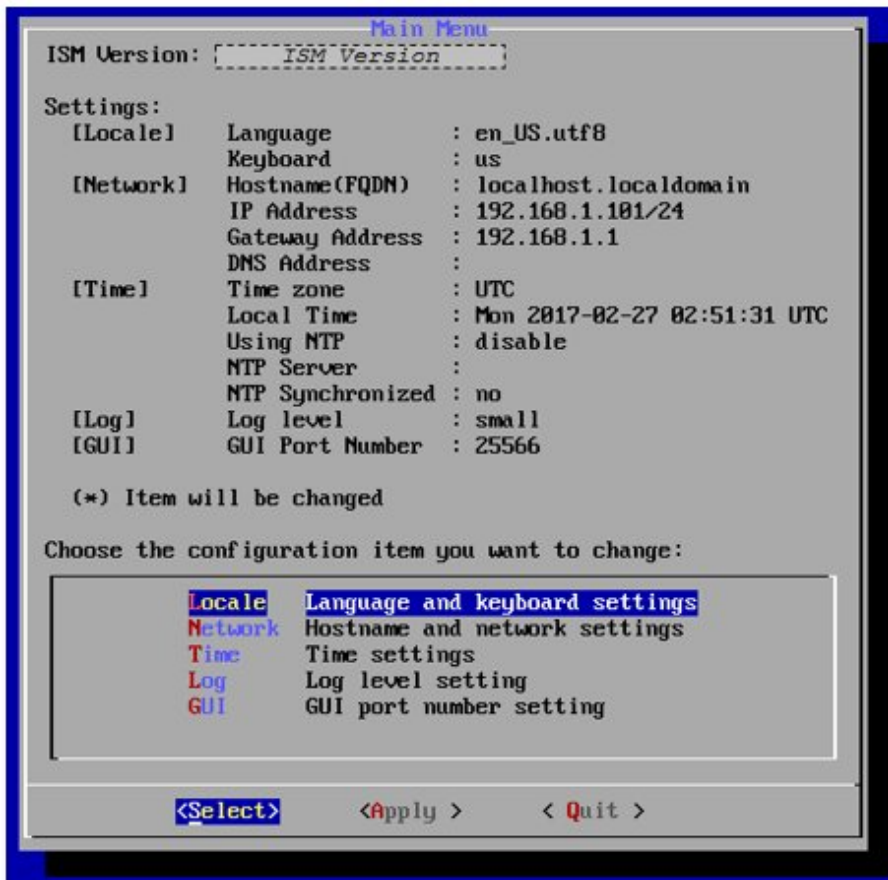 Main Menu
ISM Version: ISM Version
Settings:
[Locale] Language : en_US.utf8
Keyboard : us
[Network] Hostname(FQDN) : localhost.localdomain
IP Address : 192.168.1.101/24
Gateway Address : 192.168.1.1
DNS Address :
[Time] Time zone : UTC
Local Time : Mon 2017-02-27 02:51:31 UTC
Using NTP : disable
NTP Server :
NTP Synchronized : no
[Log] Log level : small
[GUI] GUI Port Number : 25566
(*) Item will be changed
Choose the configuration item you want to change:
Locale Language and keyboard settings
Network Hostname and network settings
Time Time settings
Log Log level setting
GUI GUI port number setting
<Select> <Apply > < Quit >